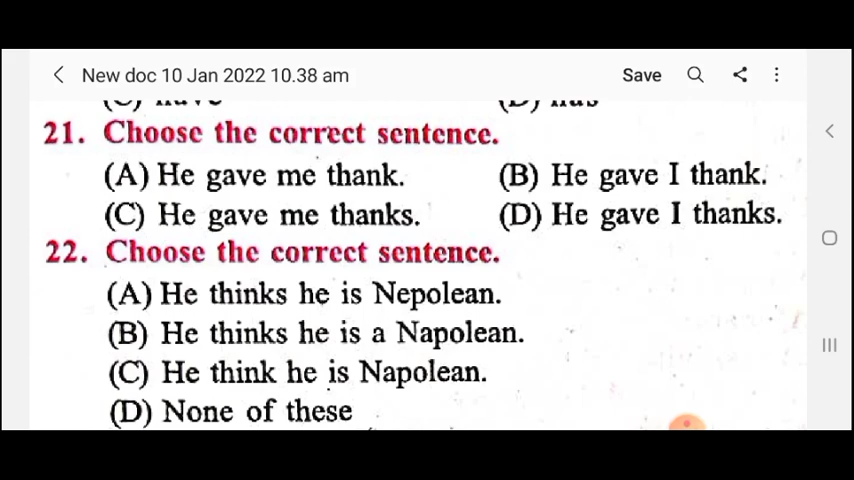 New doc 10 Jan 2022 10.38 am Save
21. Choose the correct sentence.
(A) He gave me thank. (B) He gave I thank.
(C) He gave me thanks. (D) He gave I thanks.
22. Choose the correct sentence.
(A) He thinks he is Nepolean.
(B) He thinks he is a Napolean.
(C) He think he is Napolean.
(D) None of these